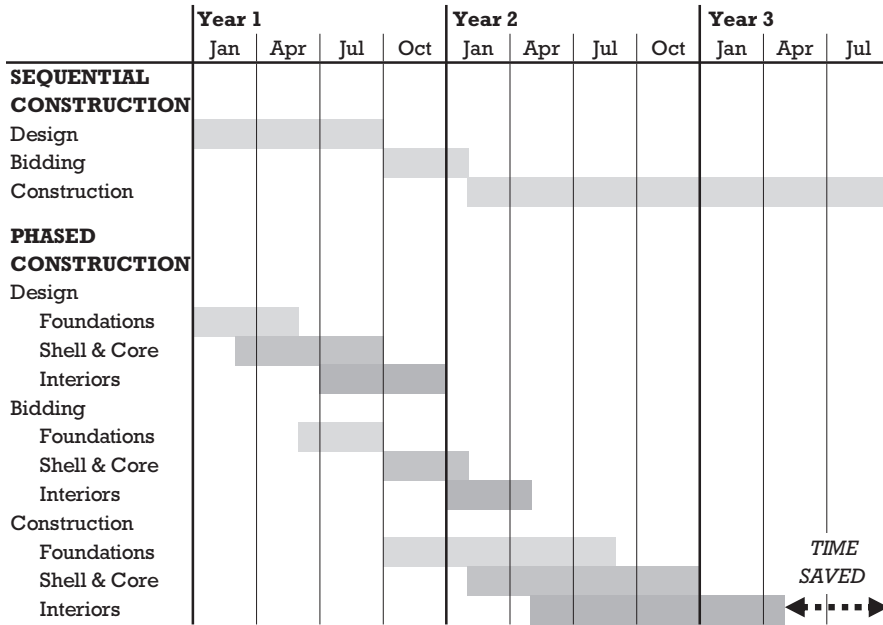 Year 1 Year 2 Year 3
Jan Apr Jul Oct Jan Apr Jul Oct Jan Apr Jul
SEQUENTIAL
CONSTRUCTION
Design
Bidding
Construction
PHASED
CONSTRUCTION
Design
Foundations
Shell & Core
Interiors
Bidding
Foundations
Shell & Core
Interiors
Construction
Foundations TIME
Shell & Core SAVED
Interiors